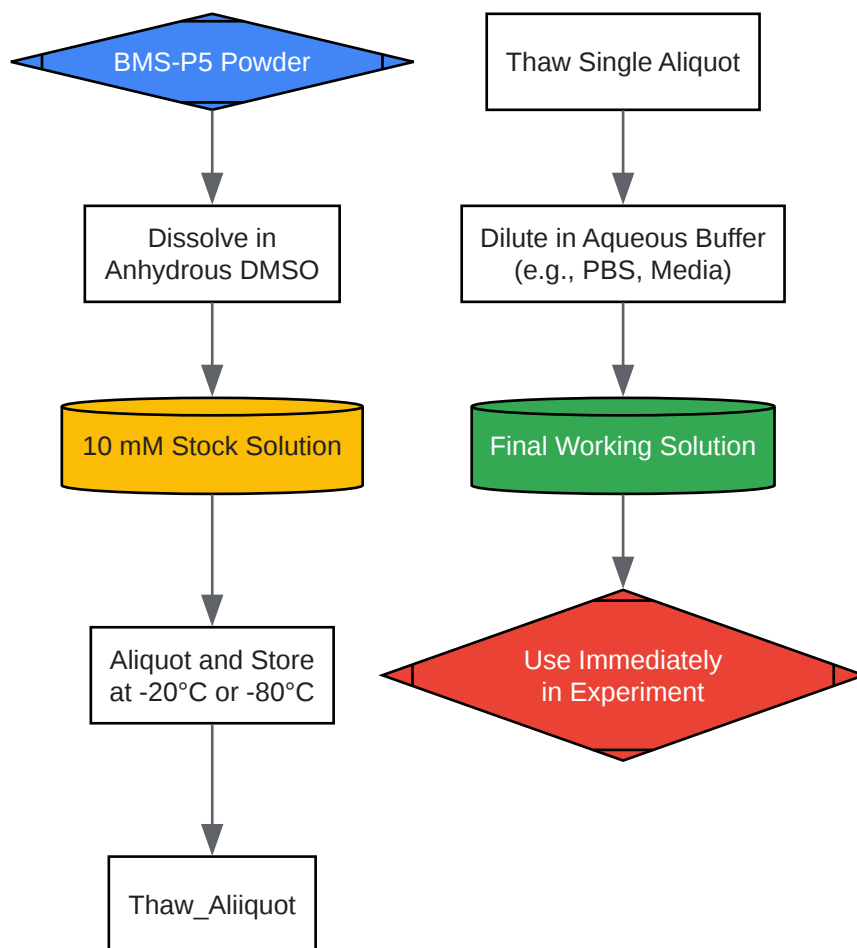 BMS-P5 Powder
Dissolve in
Anhydrous DMSO
10 mM Stock Solution
Aliquot and Store
at -20°C or -80°C
Thaw_Aliiquot
Thaw Single Aliquot
Dilute in Aqueous Buffer
(e.g., PBS, Media)
Final Working Solution
Use Immediately
in Experiment